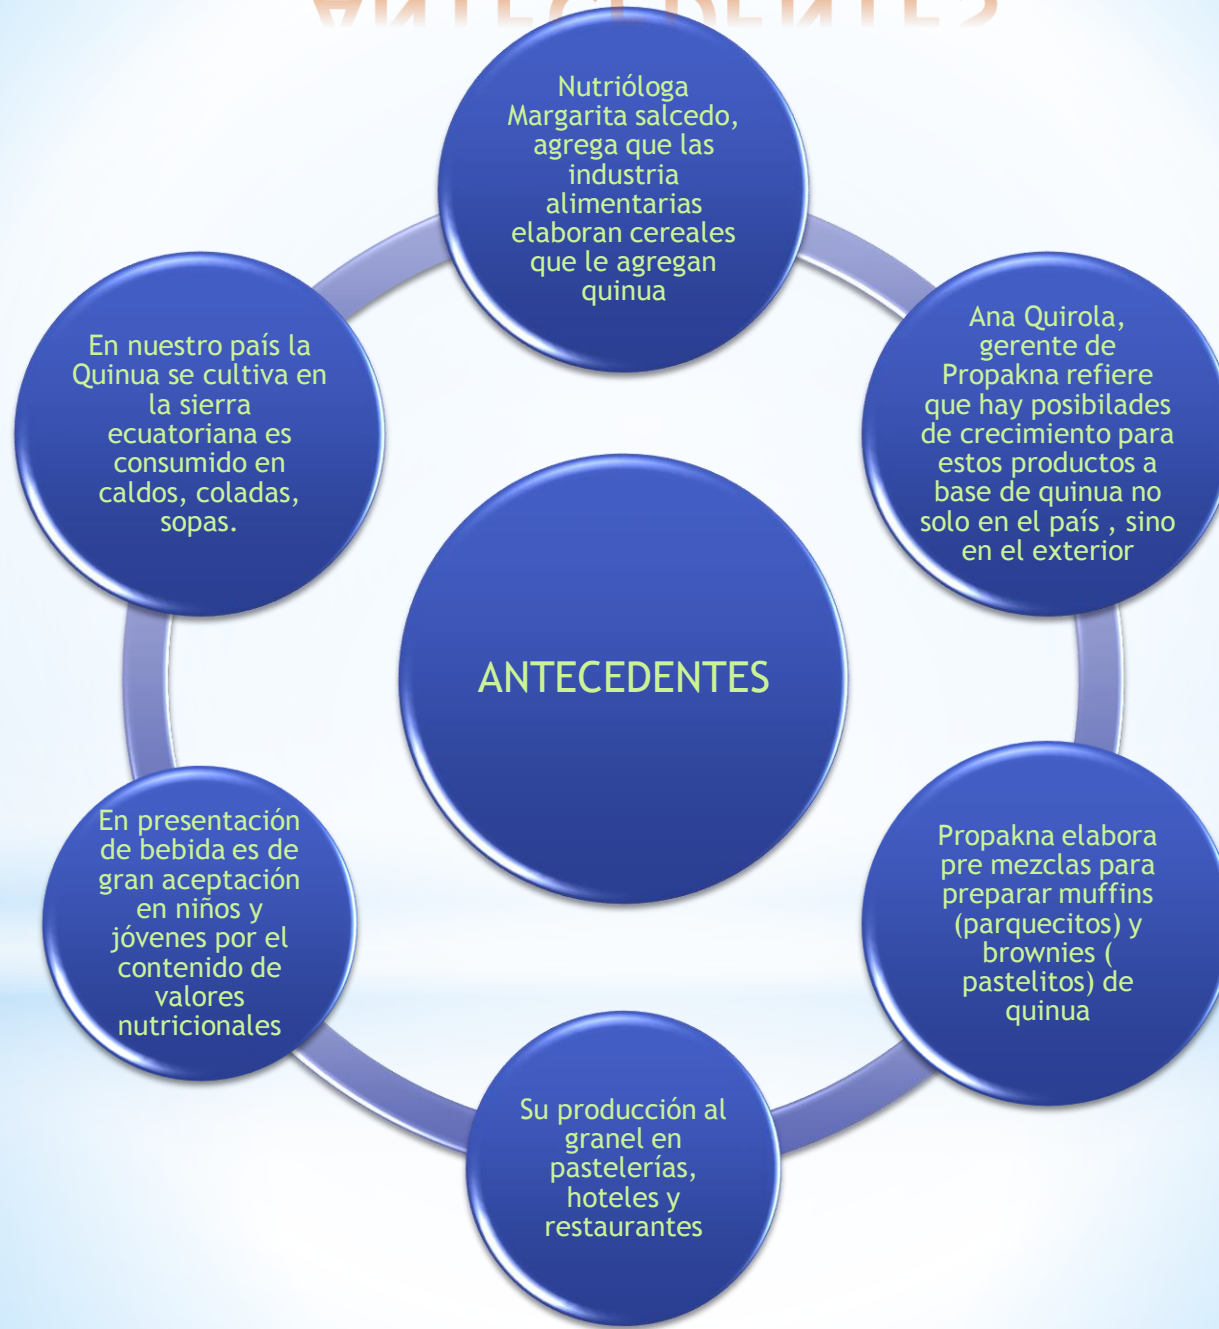 ANTECEDENTES
Nutrióloga
Margarita salcedo,
agrega que las
industria
alimentarias
elaboran cereales
que le agregan
quinua
Ana Quirola,
gerente de
Propakna refiere
que hay posibilades
de crecimiento para
estos productos a
base de quinua no
solo en el país , sino
en el exterior
Propakna elabora
pre mezclas para
preparar muffins
(parquecitos) y
brownies (
pastelitos) de
quinua
Su producción al
granel en
pastelerías,
hoteles y
restaurantes
En presentación
de bebida es de
gran aceptación
en niños y
jóvenes por el
contenido de
valores
nutricionales
En nuestro país la
Quinua se cultiva en
la sierra
ecuatoriana es
consumido en
caldos, coladas,
sopas.
ANTECEDENTES